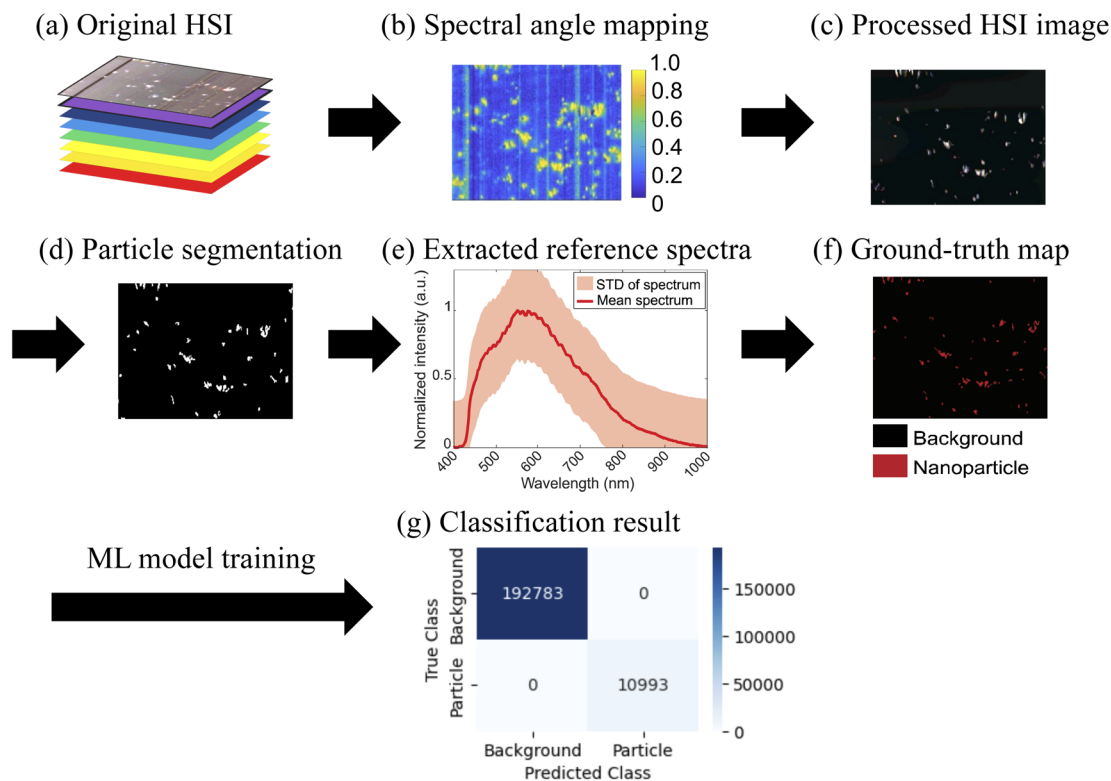 (a) Original HSI
(b) Spectral angle mapping
(c) Processed HSI image
1.0
0.8
0.6
0.4
0.2
0
(d) Particle segmentation
(e) Extracted reference spectra
(f) Ground-truth map
STD of spectrum
Mean spectrum
Normalized intensity (a.u.)
1
0.5
0
400
500
600
700
800
900
1000
Wavelength (nm)
Background
Nanoparticle
ML model training
(g) Classification result
True Class
Background
Particle
192783
0
0
10993
150000
100000
50000
0
Background
Particle
Predicted Class